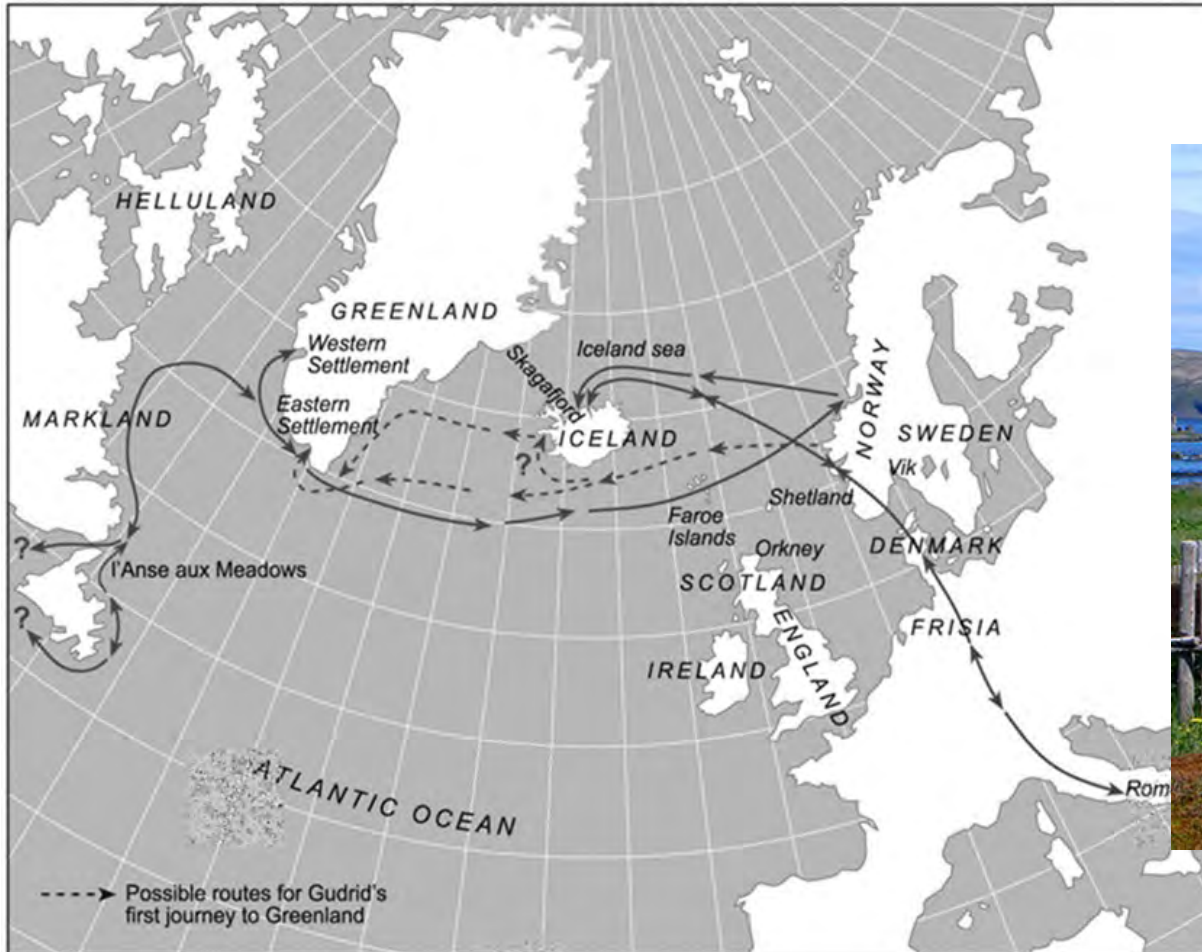 HELLULAND
GREENLAND
Western
Settlement
Iceland sea
Skagafjord
MARKLAND
Eastern
Settlement
ICELAND
NORWAY
SWEDEN
Vik
?
Shetland
Faroe
Islands
DENMARK
Orkney
?
l'Anse aux Meadows
SCOTLAND
?
FRISIA
ENGLAND
IRELAND
ATLANTIC OCEAN
Possible routes for Gudrid's
first journey to Greenland